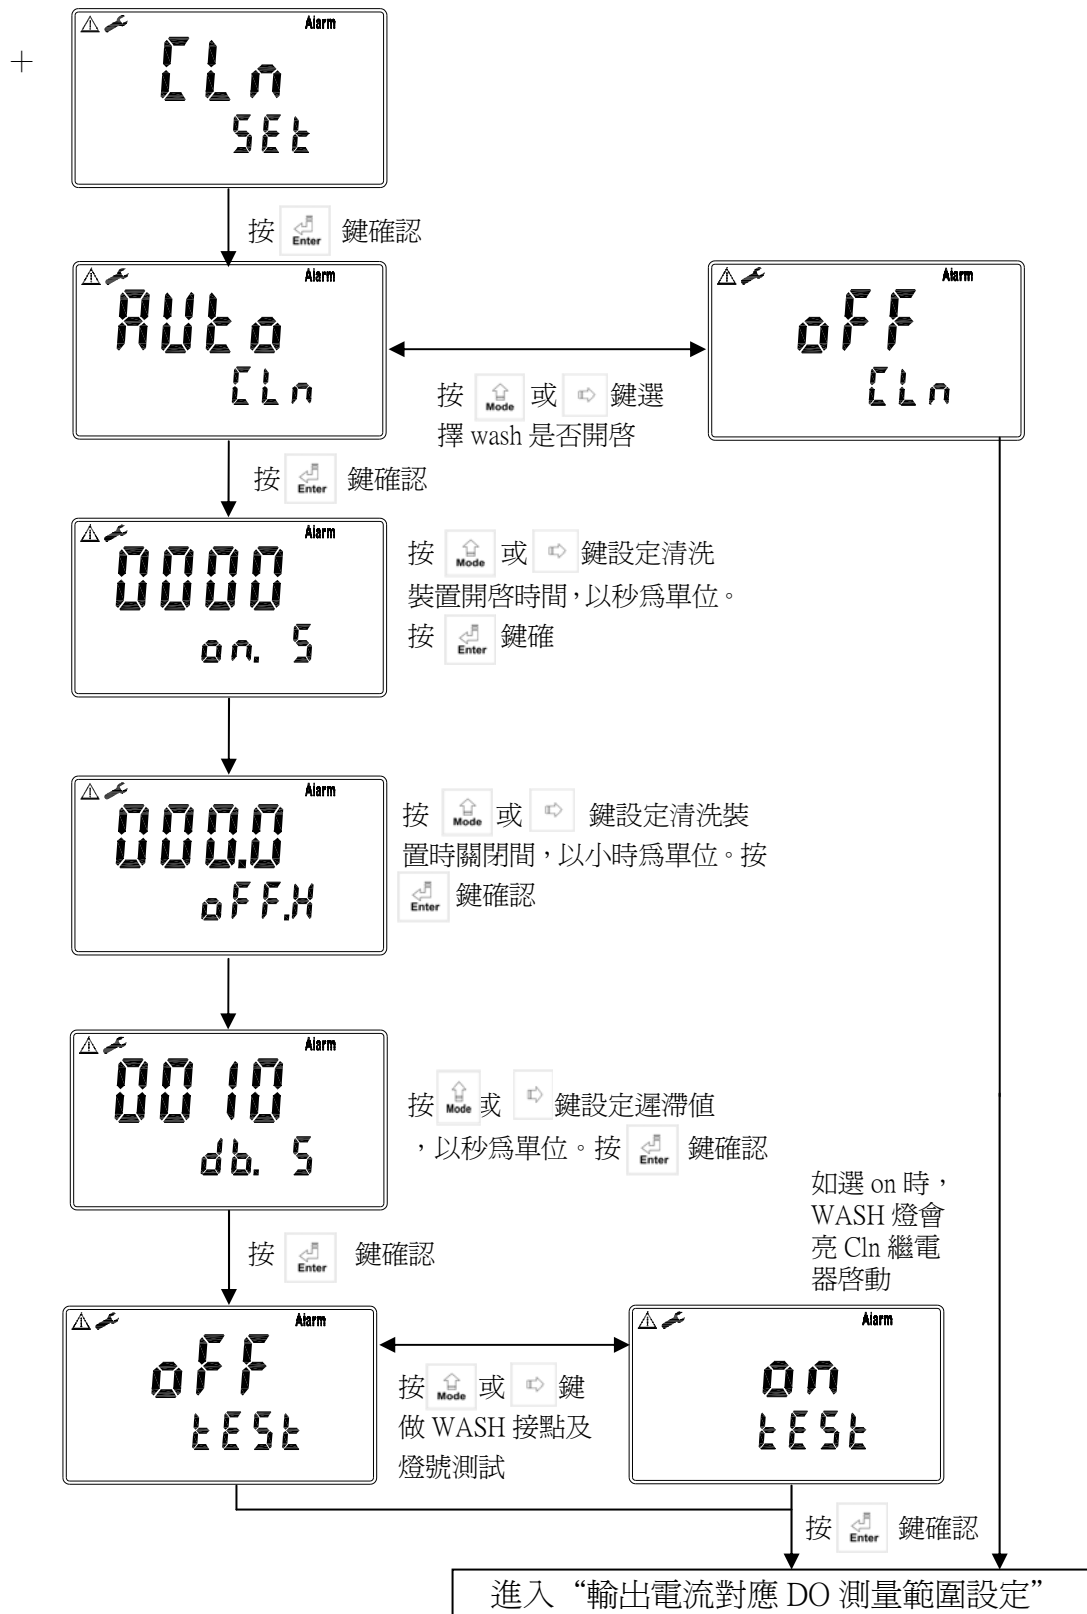 Alarm
+
CLn
SEt
按 Enter 鍵確認
Alarm
AUto
CLn
Alarm
oFF
CLn
按 Mode 或 鍵選
擇 wash 是否開啓
按 Enter 鍵確認
Alarm
0000
on. S
按 Mode 或 鍵設定清洗
裝置開啓時間，以秒爲單位。
按 Enter 鍵確
Alarm
000.0
oFF.H
按 Mode 或 鍵設定清洗裝
置時關閉間，以小時爲單位。按
Enter 鍵確認
Alarm
0010
db. S
按 Mode 或 鍵設定遲滯值
，以秒爲單位。按 Enter 鍵確認
如選 on 時，
WASH 燈會
亮 Cln 繼電
器啓動
按 Enter 鍵確認
Alarm
oFF
tESt
按 Mode 或 鍵
做 WASH 接點及
燈號測試
Alarm
on
tESt
按 Enter 鍵確認
進入“輸出電流對應 DO 測量範圍設定”